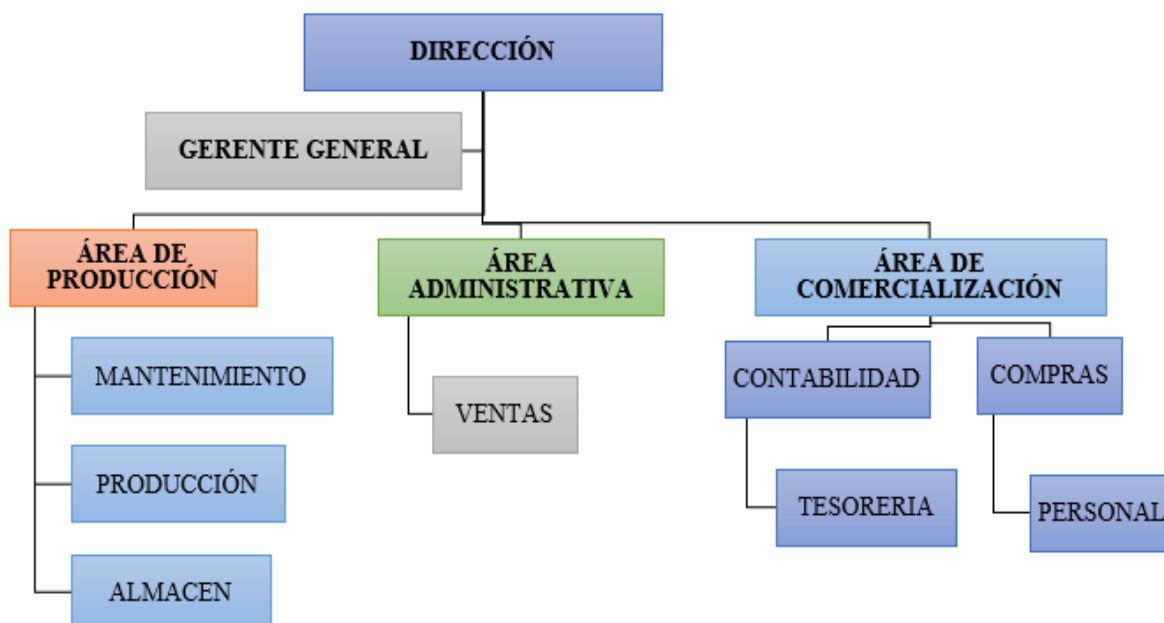 DIRECCIÓN
GERENTE GENERAL
ÁREA DE
PRODUCCIÓN
ÁREA
ADMINISTRATIVA
ÁREA DE
COMERCIALIZACIÓN
MANTENIMIENTO
PRODUCCIÓN
ALMACEN
VENTAS
CONTABILIDAD
TESORERIA
COMPRAS
PERSONAL